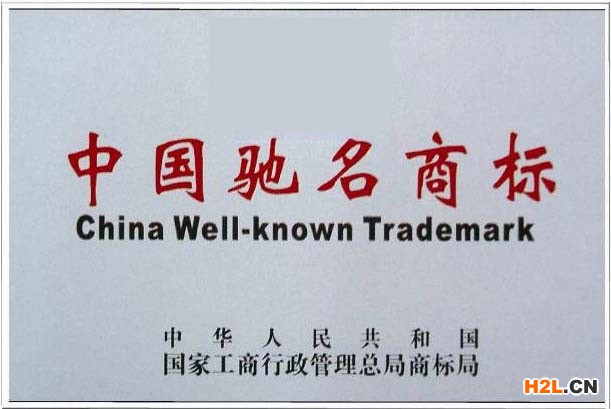 中国驰名商标
China Well-known Trademark
中华人民共和国
国家工商行政管理总局商标局
H2L.CN